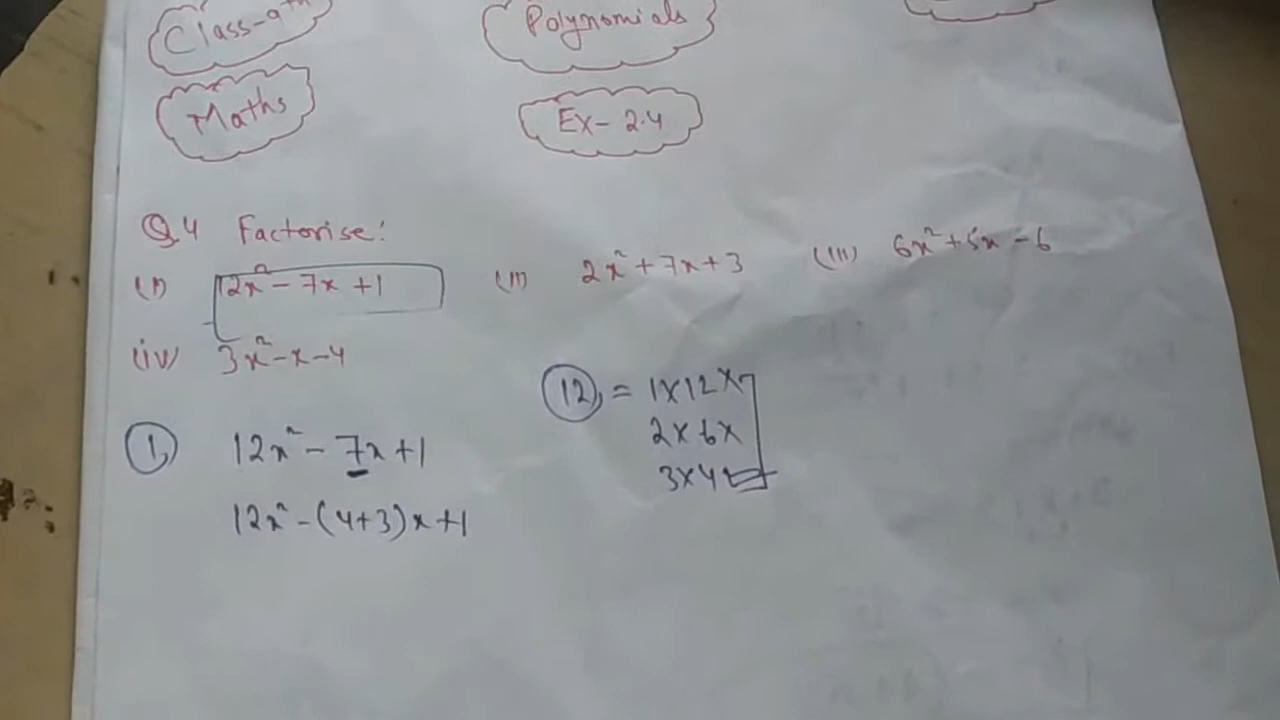 Class-9th
Polynomials
Maths
Ex- 2.4
Q.4 Factorise:
(i) 12x² - 7x + 1 (ii) 2x² + 7x + 3 (iii) 6x² + 5x - 6
(iv) 3x² - x - 4
12, = 1×12 ×
2×6×
3×4
1, 12x² - 7x + 1
12x² - (4+3)x + 1